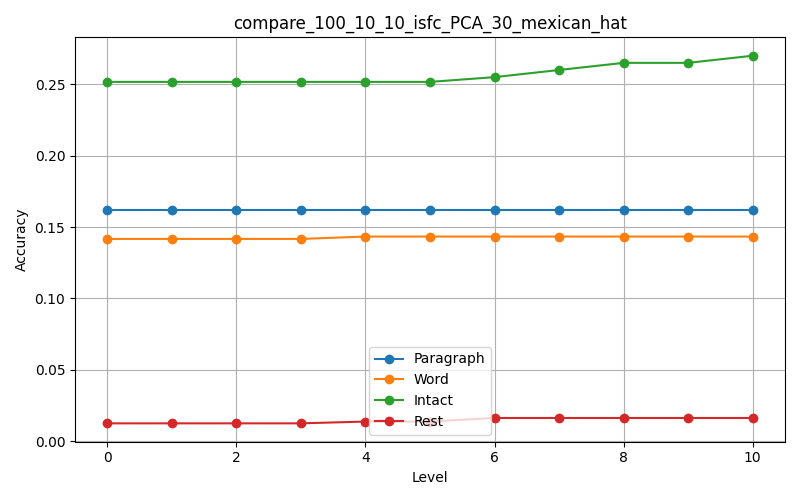 compare_100_10_10_isfc_PCA_30_mexican_hat
Accuracy
0.25
0.20
0.15
0.10
0.05
0.00
Paragraph
Word
Intact
Rest
0 2 4 6 8 10
Level